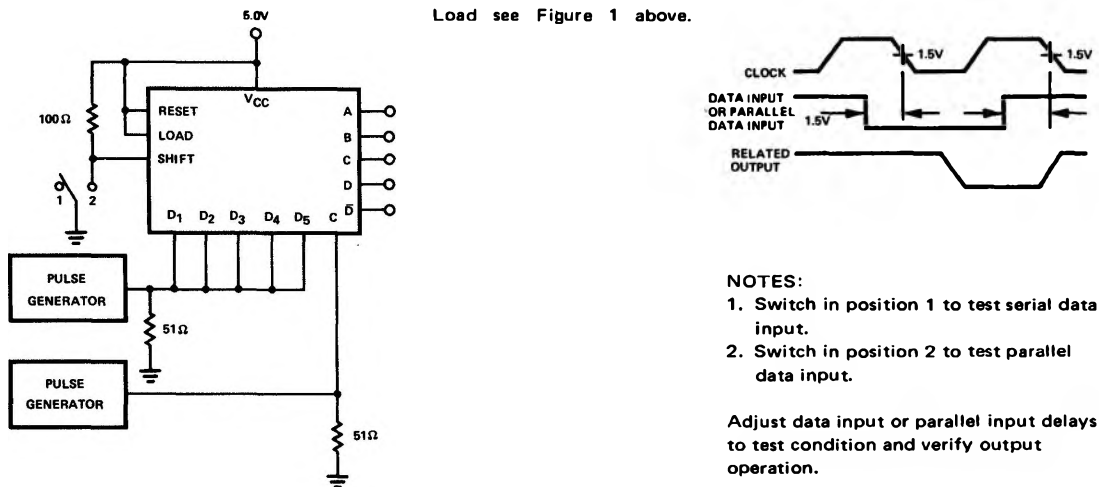 Load see Figure 1 above.
5.0V
VCC
100Ω
RESET
LOAD
SHIFT
A
B
C
D
D̅
1 2
D1 D2 D3 D4 D5 C
PULSE
GENERATOR
51Ω
PULSE
GENERATOR
51Ω
CLOCK
1.5V
1.5V
DATA INPUT
OR PARALLEL
DATA INPUT
1.5V
RELATED
OUTPUT
NOTES:
1. Switch in position 1 to test serial data
input.
2. Switch in position 2 to test parallel
data input.
Adjust data input or parallel input delays
to test condition and verify output
operation.